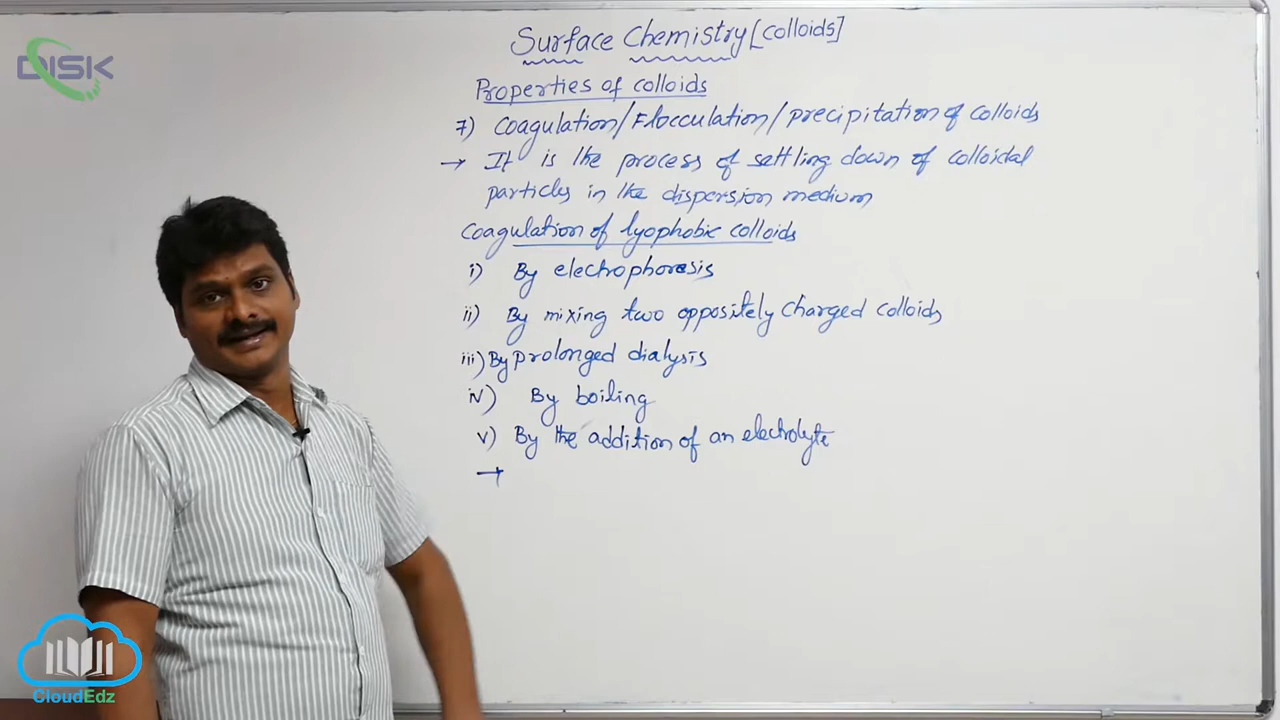 DISK
Surface Chemistry [colloids]
Properties of colloids
7) Coagulation/Flocculation/precipitation of colloids
→ It is the process of settling down of colloidal
particles in the dispersion medium
Coagulation of lyophobic colloids
i) By electrophoresis
ii) By mixing two oppositely charged colloids
iii) By prolonged dialysis
iv) By boiling
v) By the addition of an electrolyte
→
CloudEdz